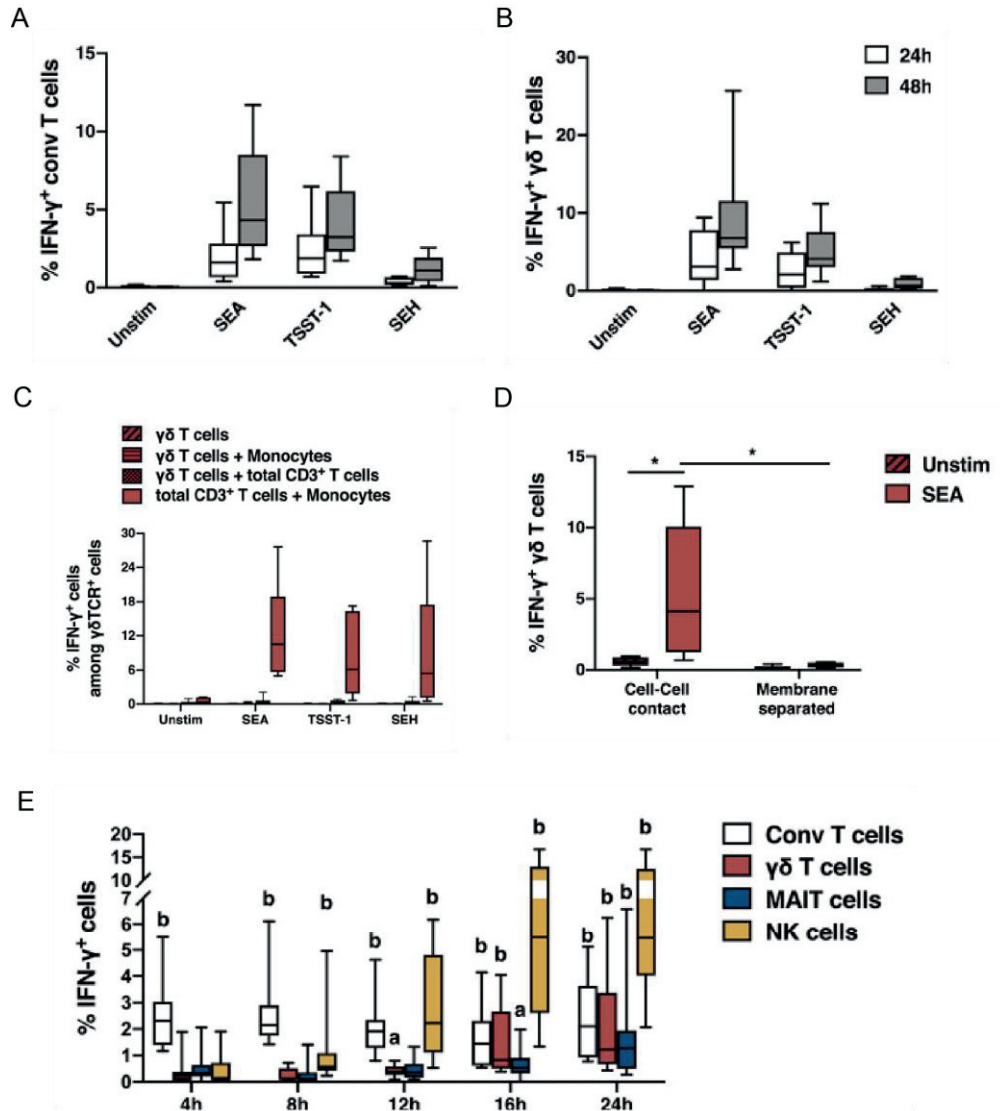 A
% IFN-γ⁺ conv T cells
15
10
5
0
Unstim
SEA
TSST-1
SEH
B
% IFN-γ⁺ γδ T cells
30
20
10
0
24h
48h
Unstim
SEA
TSST-1
SEH
C
γδ T cells
γδ T cells + Monocytes
γδ T cells + total CD3⁺ T cells
total CD3⁺ T cells + Monocytes
% IFN-γ⁺ cells
among γδTCR⁺ cells
30
24
18
12
6
0
Unstim
SEA
TSST-1
SEH
D
% IFN-γ⁺ γδ T cells
15
10
5
0
*
*
Unstim
SEA
Cell-Cell
contact
Membrane
separated
E
% IFN-γ⁺ cells
20
15
10
7
6
5
4
3
2
1
0
b
b
b
b
a
b
b
b
a
b
b
b
b
b
Conv T cells
γδ T cells
MAIT cells
NK cells
4h
8h
12h
16h
24h